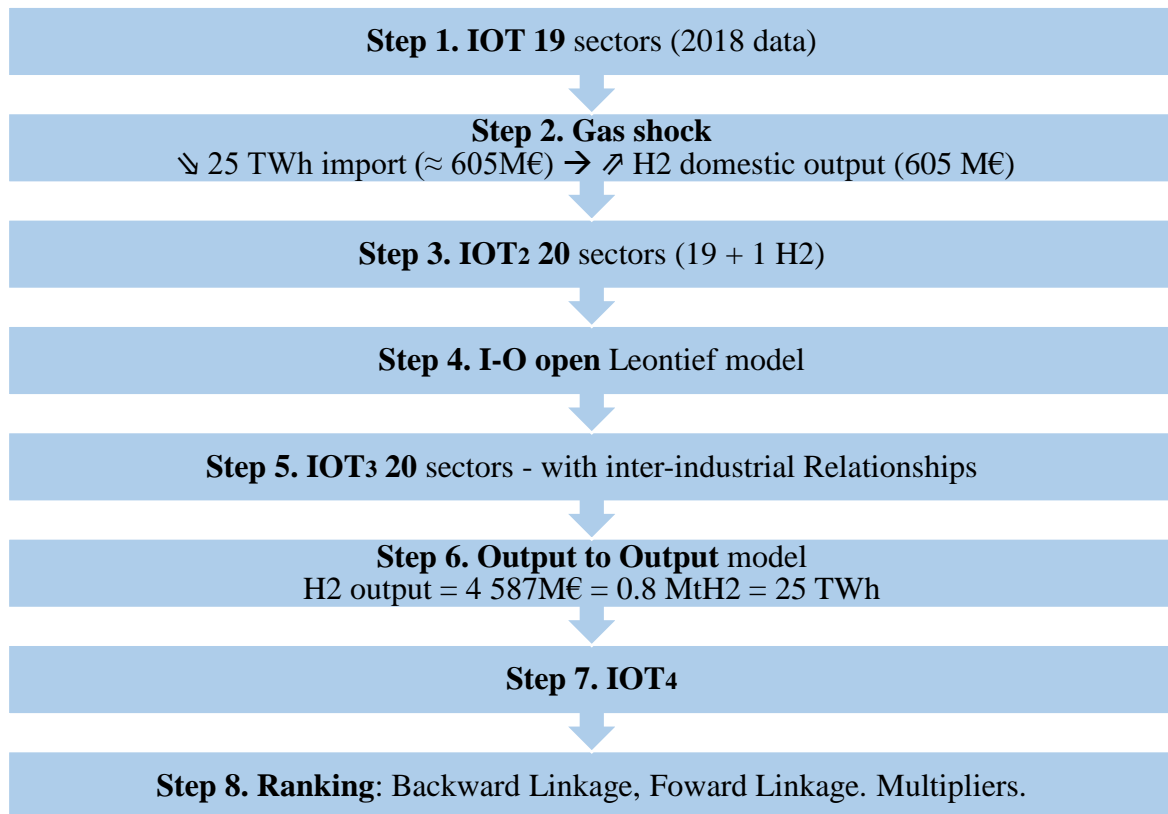 Step 1. IOT 19 sectors (2018 data)
Step 2. Gas shock
⇘ 25 TWh import (≈ 605M€) → ⇗ H2 domestic output (605 M€)
Step 3. IOT2 20 sectors (19 + 1 H2)
Step 4. I-O open Leontief model
Step 5. IOT3 20 sectors - with inter-industrial Relationships
Step 6. Output to Output model
H2 output = 4 587M€ = 0.8 MtH2 = 25 TWh
Step 7. IOT4
Step 8. Ranking: Backward Linkage, Foward Linkage. Multipliers.